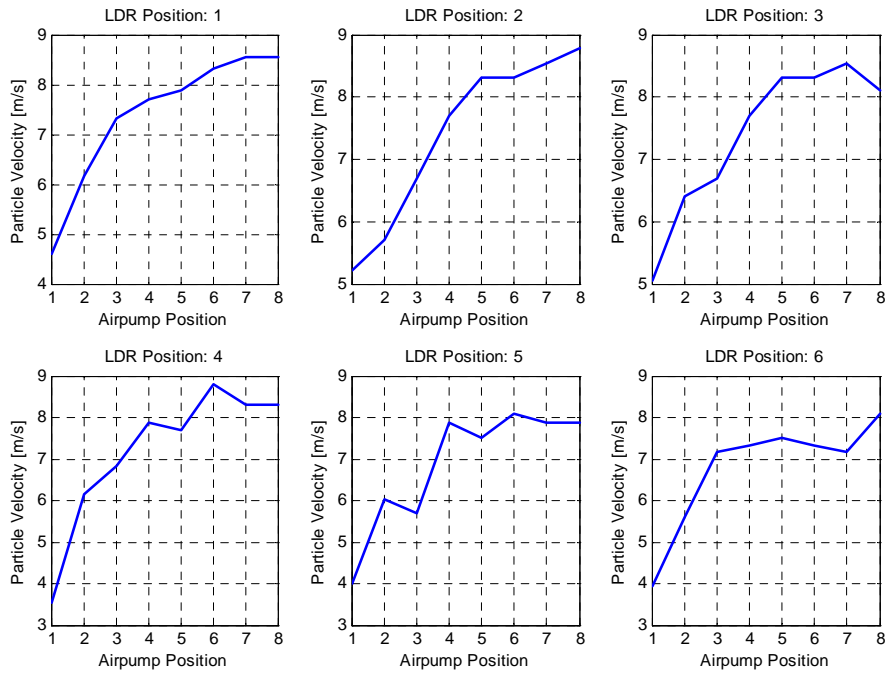 LDR Position: 1
9
8
7
6
5
4
Particle Velocity [m/s]
1 2 3 4 5 6 7 8
Airpump Position
LDR Position: 2
9
8
7
6
5
Particle Velocity [m/s]
1 2 3 4 5 6 7 8
Airpump Position
LDR Position: 3
9
8
7
6
5
Particle Velocity [m/s]
1 2 3 4 5 6 7 8
Airpump Position
LDR Position: 4
9
8
7
6
5
4
3
Particle Velocity [m/s]
1 2 3 4 5 6 7 8
Airpump Position
LDR Position: 5
9
8
7
6
5
4
3
Particle Velocity [m/s]
1 2 3 4 5 6 7 8
Airpump Position
LDR Position: 6
9
8
7
6
5
4
3
Particle Velocity [m/s]
1 2 3 4 5 6 7 8
Airpump Position